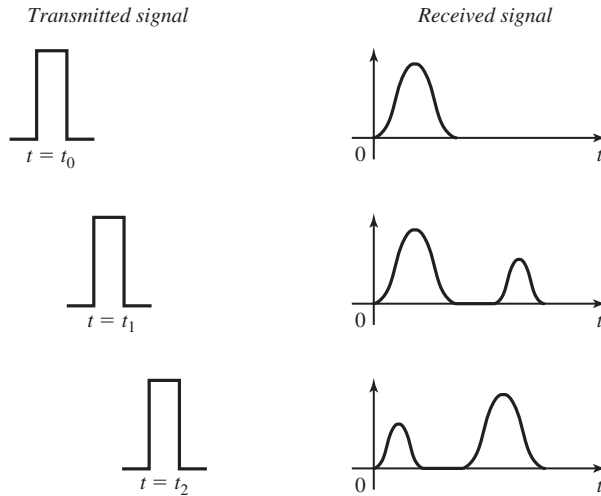 Transmitted signal
Received signal
t = t0
0
t
t = t1
0
t
t = t2
0
t